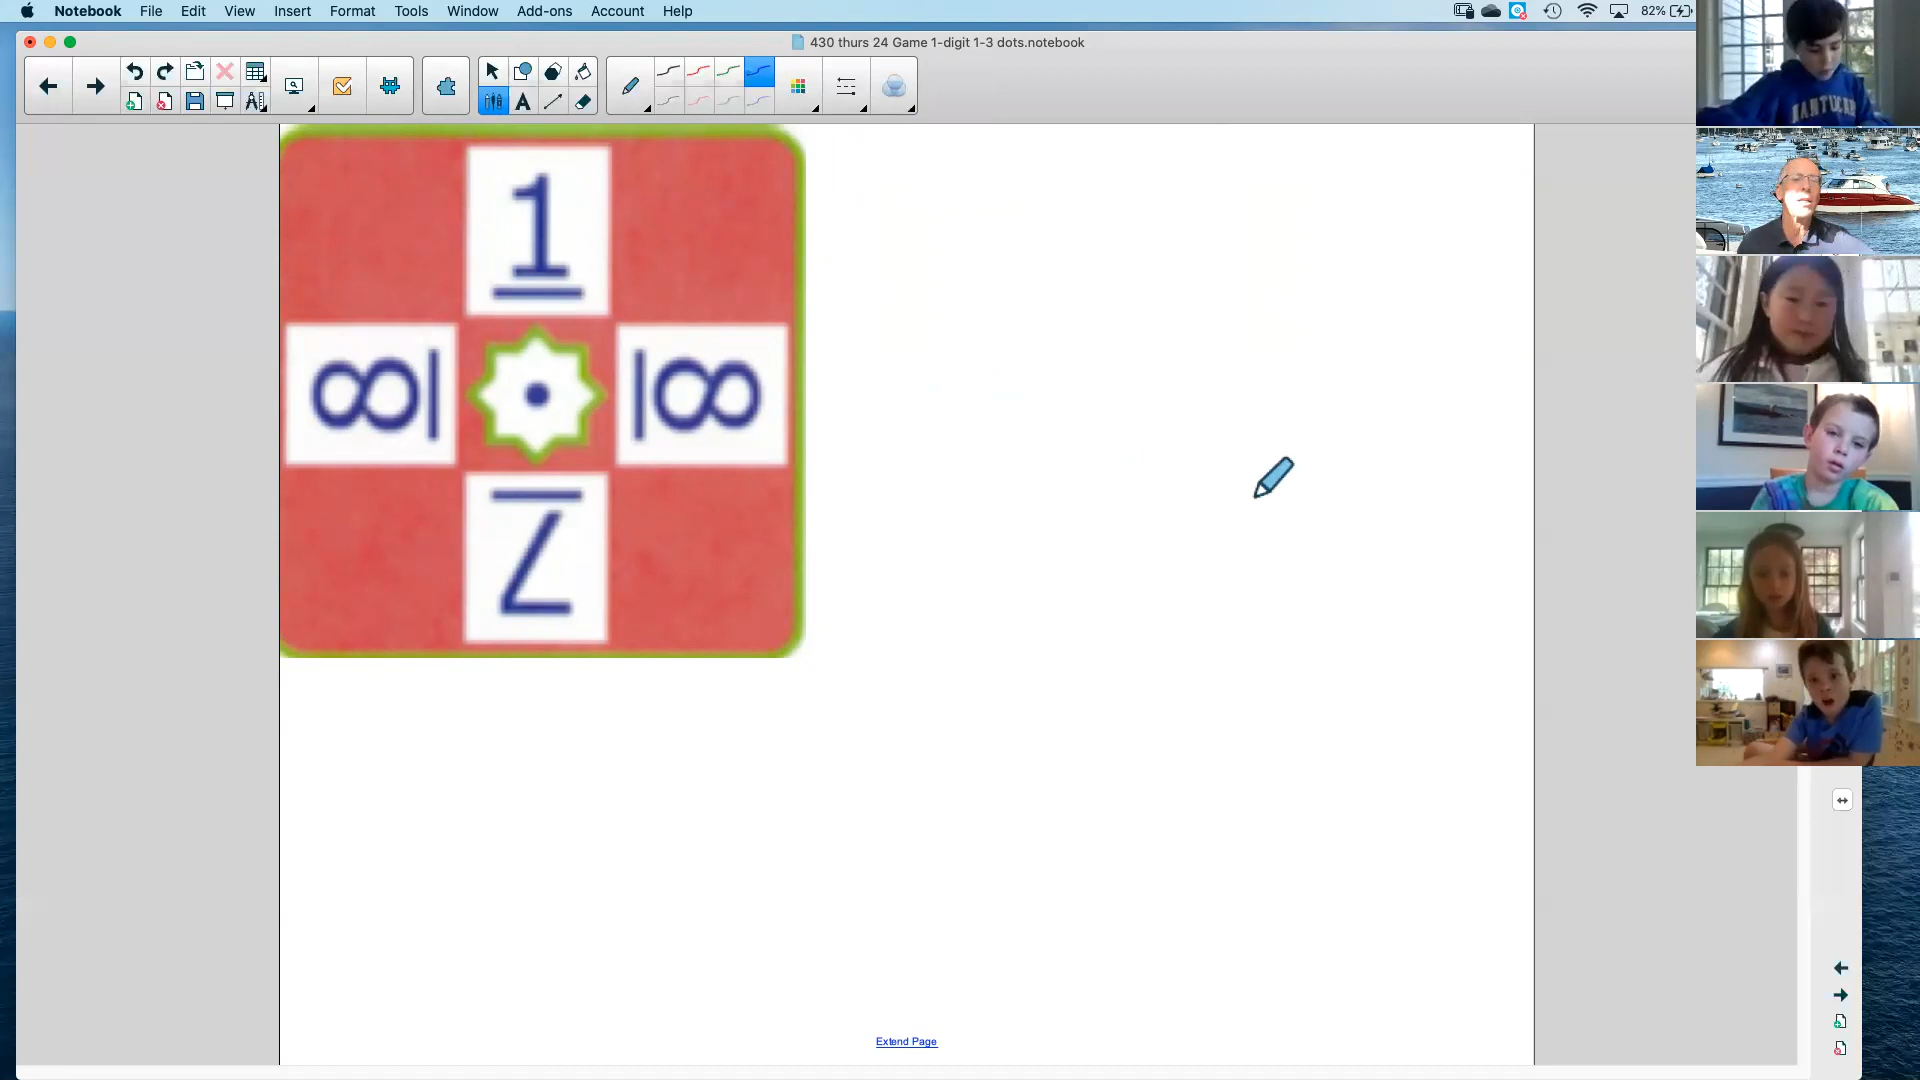 Notebook File Edit View Insert Format Tools Window Add-ons Account Help 82%
430 thurs 24 Game 1-digit 1-3 dots.notebook
A
NANTUCKE
1
8 8
7
Extend Page